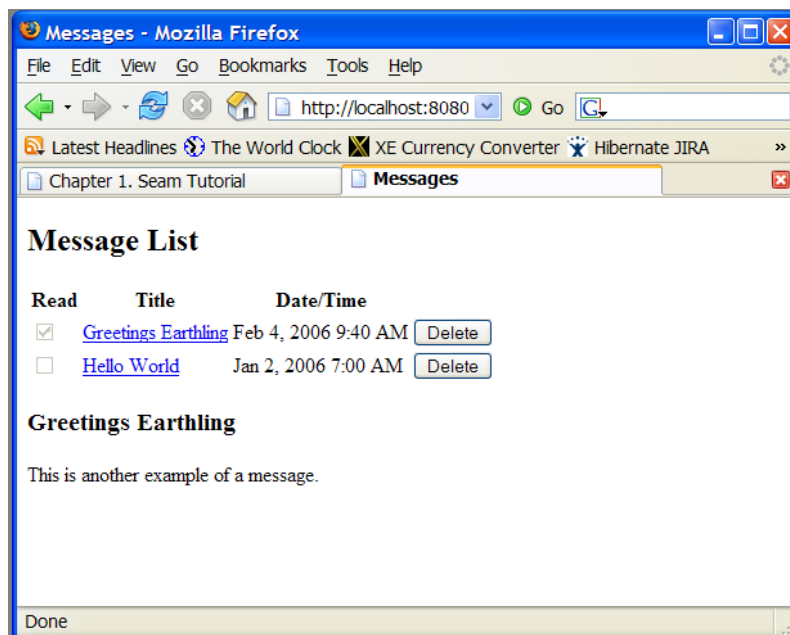 Messages - Mozilla Firefox
File Edit View Go Bookmarks Tools Help
http://localhost:8080 Go G
Latest Headlines The World Clock XE Currency Converter Hibernate JIRA »
Chapter 1. Seam Tutorial Messages
Message List
Read Title Date/Time
Greetings Earthling Feb 4, 2006 9:40 AM Delete
Hello World Jan 2, 2006 7:00 AM Delete
Greetings Earthling
This is another example of a message.
Done